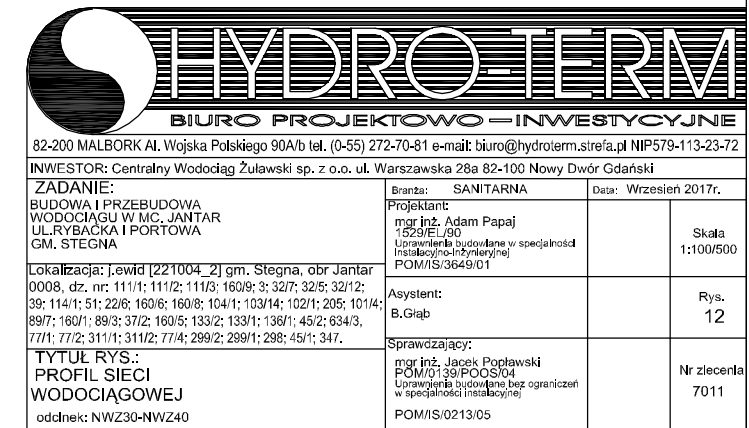 HYDRO-TERM
BIURO PROJEKTOWO-INWESTYCYJNE
82-200 MALBORK Al. Wojska Polskiego 90A/b tel. (0-55) 272-70-81 e-mail: biuro@hydroterm.strefa.pl NIP579-113-23-72
INWESTOR: Centralny Wodociąg Żuławski sp. z o.o. ul. Warszawska 28a 82-100 Nowy Dwór Gdański
ZADANIE:
BUDOWA I PRZEBUDOWA
WODOCIĄGU W MC. JANTAR
UL.RYBACKA I PORTOWA
GM. STEGNA
Lokalizacja: j.ewid [221004_2] gm. Stegna, obr Jantar
0008, dz. nr: 111/1; 111/2; 111/3; 160/9; 3; 32/7; 32/5; 32/12;
39; 114/1; 51; 22/6; 160/6; 160/8; 104/1; 103/14; 102/1; 205; 101/4;
89/7; 160/1; 89/3; 37/2; 160/5; 133/2; 133/1; 136/1; 45/2; 634/3,
77/1; 77/2; 311/1; 311/2; 77/4; 299/2; 299/1; 298; 45/1; 347.
TYTUŁ RYS.:
PROFIL SIECI
WODOCIĄGOWEJ
odcinek: NWZ30-NWZ40
Branża: SANITARNA
Data: Wrzesień 2017r.
Projektant:
mgr inż. Adam Papaj
1529/EL/90
Uprawnienia budowlane w specjalności
Instalacyjno-Inżynieryjnej
POM/IS/3649/01
Skala
1:100/500
Asystent:
B.Głąb
Rys.
12
Sprawdzający:
mgr inż. Jacek Popławski
POM/0139/POOS/04
Uprawnienia budowlane bez ograniczeń
w specjalności instalacyjnej
POM/IS/0213/05
Nr zlecenia
7011